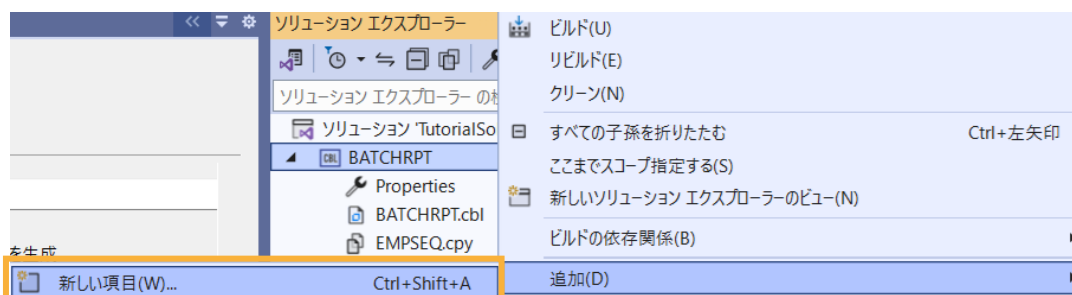 ソリューション エクスプローラー
ソリューション エクスプローラー の
ソリューション 'TutorialSo
CBL BATCHRPT
Properties
BATCHRPT.cbl
EMPSEQ.cpy
を生成
新しい項目(W)... Ctrl+Shift+A
ビルド(U)
リビルド(E)
クリーン(N)
すべての子孫を折りたたむ Ctrl+左矢印
ここまでスコープ指定する(S)
新しいソリューション エクスプローラーのビュー(N)
ビルドの依存関係(B)
追加(D)